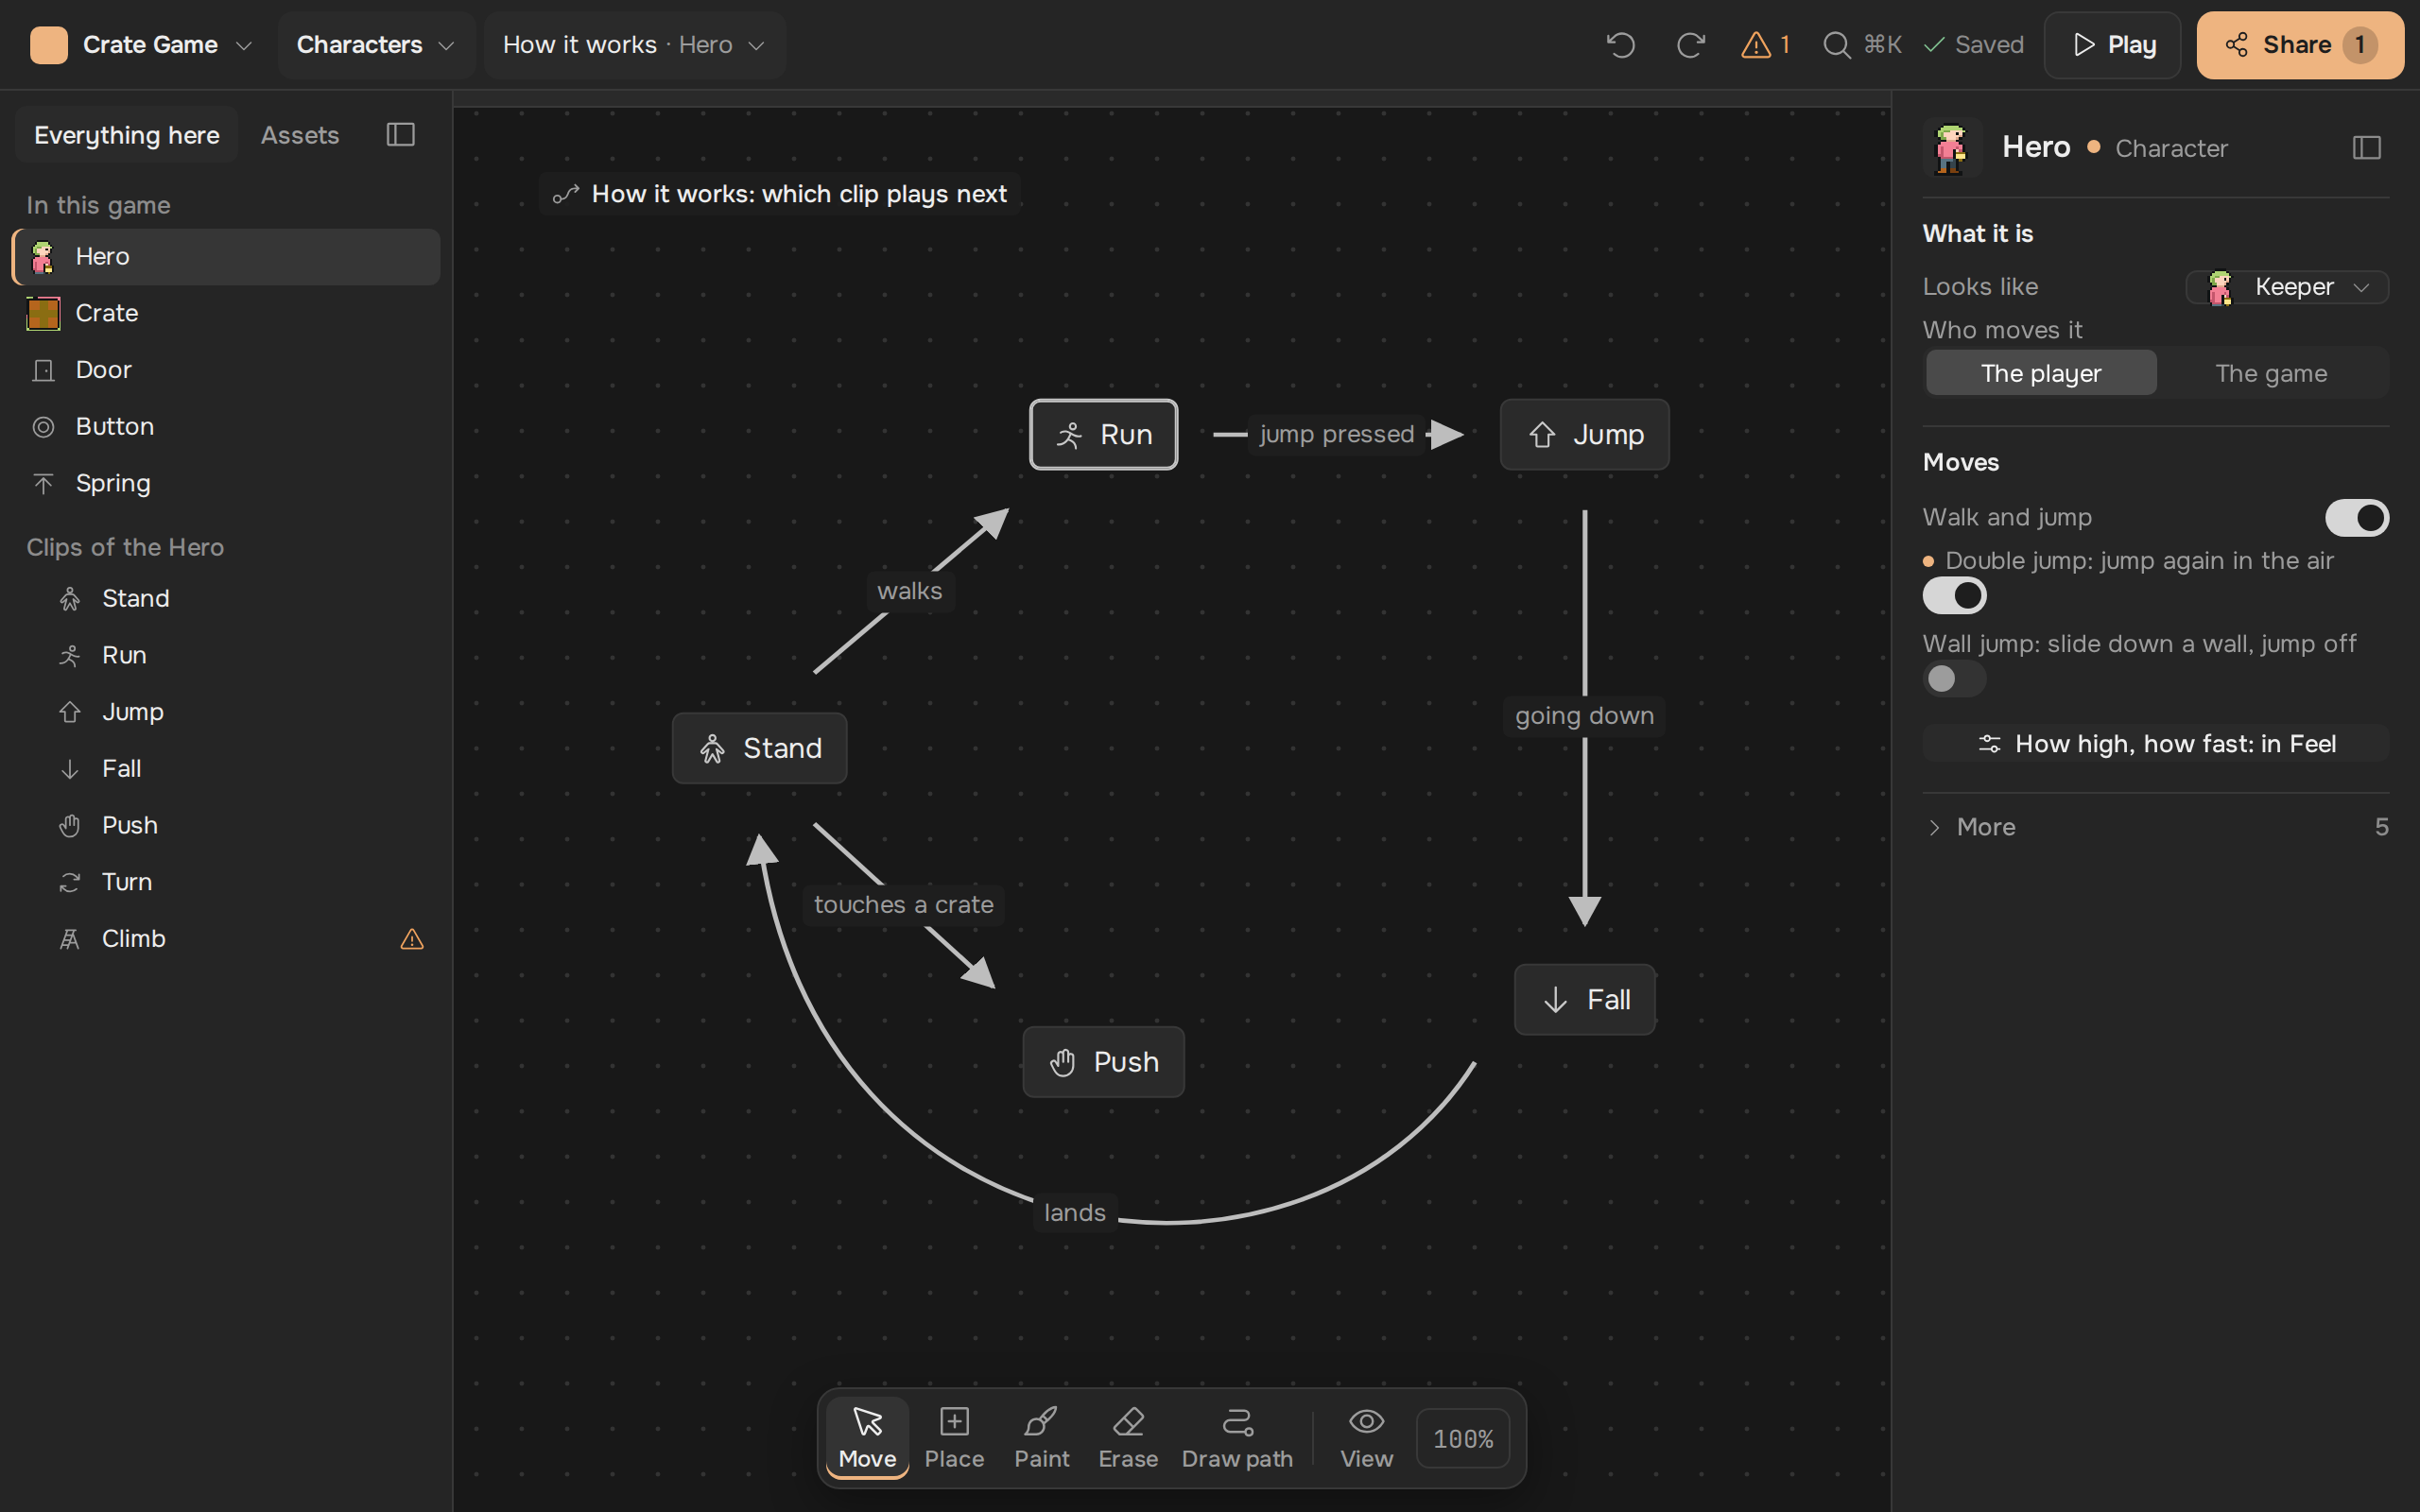 Crate Game
Characters
How it works · Hero
1
⌘K
Saved
Play
Share 1
Everything here
Assets
In this game
Hero
Crate
Door
Button
Spring
Clips of the Hero
Stand
Run
Jump
Fall
Push
Turn
Climb
How it works: which clip plays next
Run
jump pressed
Jump
walks
going down
Stand
touches a crate
Fall
Push
lands
Move
Place
Paint
Erase
Draw path
View
100%
Hero
Character
What it is
Looks like
Keeper
Who moves it
The player
The game
Moves
Walk and jump
Double jump: jump again in the air
Wall jump: slide down a wall, jump off
How high, how fast: in Feel
More
5